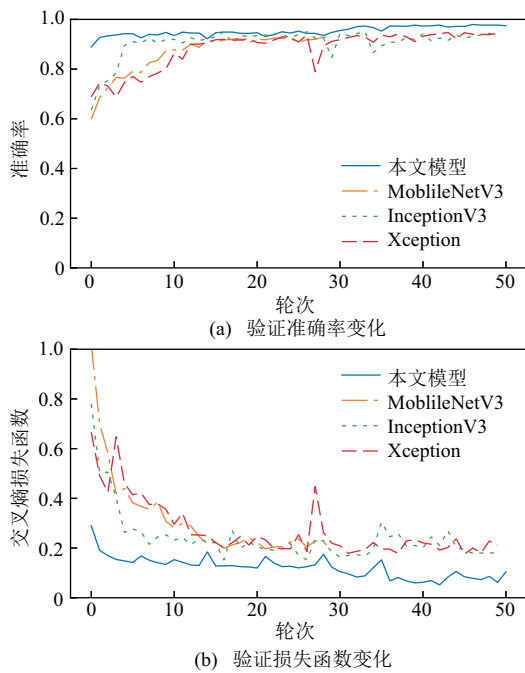 1.0
0.8
0.6
0.4
0.2
0
准确率
本文模型
MoblileNetV3
InceptionV3
Xception
0 10 20 30 40 50
轮次
(a) 验证准确率变化
1.0
0.8
0.6
0.4
0.2
0
交叉熵损失函数
本文模型
MoblileNetV3
InceptionV3
Xception
0 10 20 30 40 50
轮次
(b) 验证损失函数变化